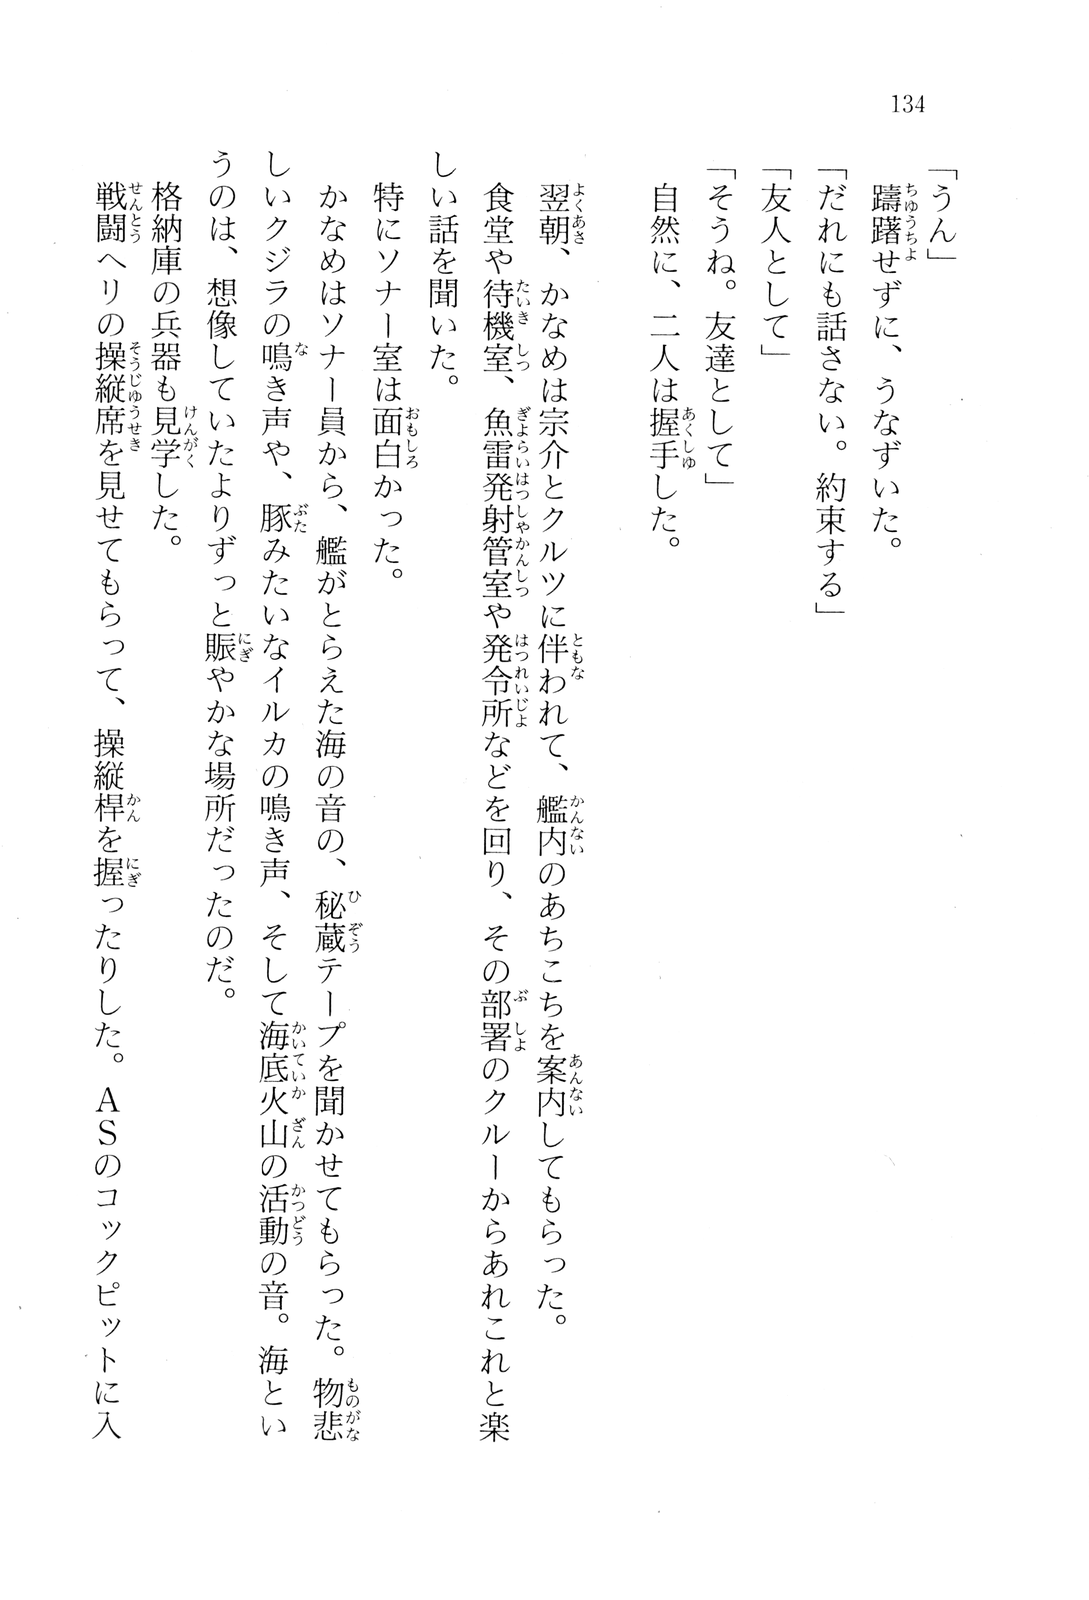 134
「うん」
躊躇せずに、うなずいた。
「だれにも話さない。約束する」
「友人として」
「そうね。友達として」
自然に、二人は握手した。
翌朝、かなめは宗介とクルツに伴われて、艦内のあちこちを案内してもらった。
食堂や待機室、魚雷発射管室や発令所などを回り、その部署のクルーからあれこれと楽
しい話を聞いた。
特にソナー室は面白かった。
かなめはソナー員から、艦がとらえた海の音の、秘蔵テープを聞かせてもらった。物悲
しいクジラの鳴き声や、豚みたいなイルカの鳴き声、そして海底火山の活動の音。海とい
うのは、想像していたよりずっと賑やかな場所だったのだ。
格納庫の兵器も見学した。
戦闘ヘリの操縦席を見せてもらって、操縦桿を握ったりした。ASのコックピットに入